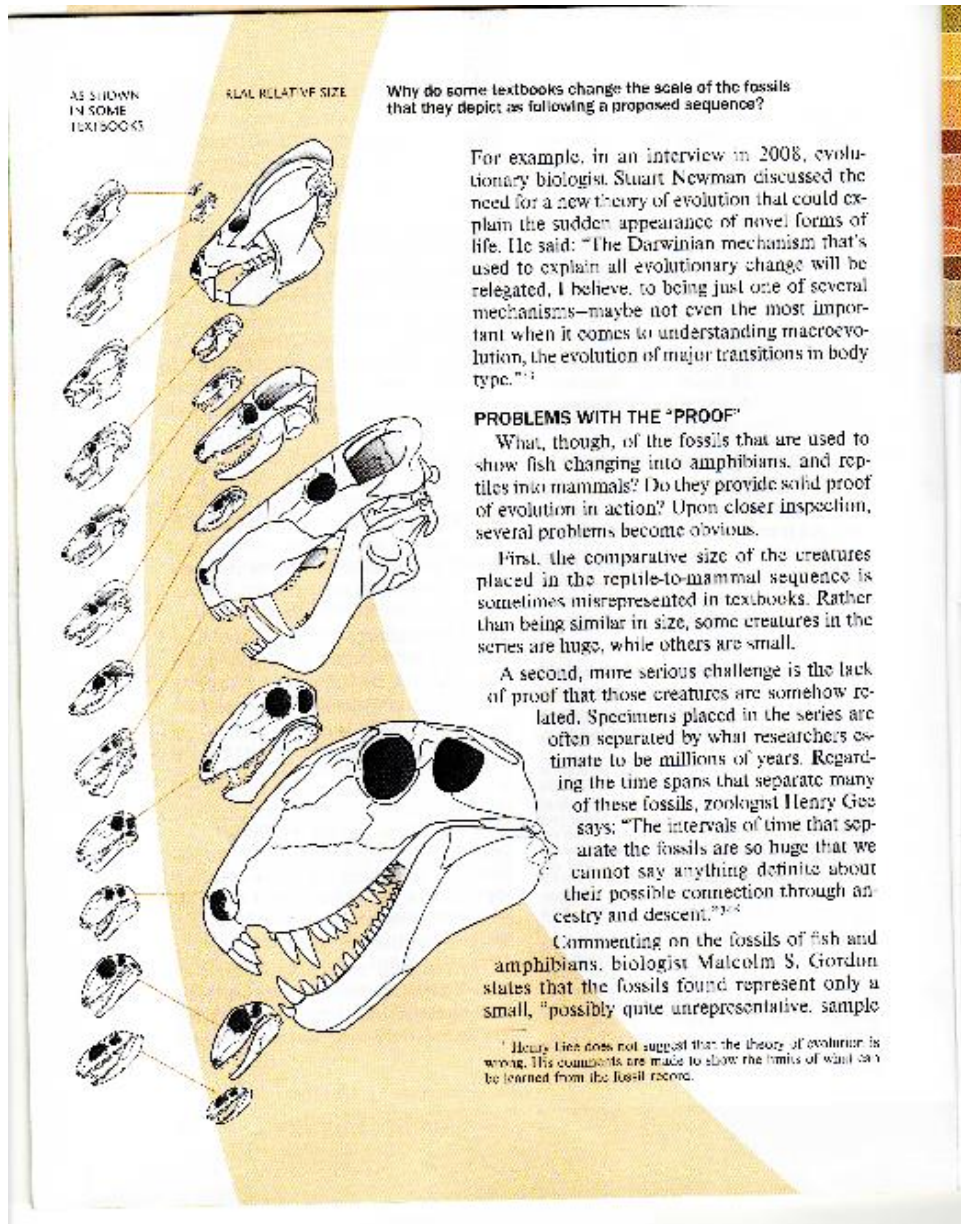 AS SHOWN
IN SOME
TEXTBOOKS
REAL RELATIVE SIZE
Why do some textbooks change the scale of the fossils
that they depict as following a proposed sequence?
For example, in an interview in 2008, evolu-
tionary biologist Stuart Newman discussed the
need for a new theory of evolution that could ex-
plain the sudden appearance of novel forms of
life. He said: “The Darwinian mechanism that’s
used to explain all evolutionary change will be
relegated, I believe, to being just one of several
mechanisms—maybe not even the most impor-
tant when it comes to understanding macroevo-
lution, the evolution of major transitions in body
type.”
PROBLEMS WITH THE “PROOF”
What, though, of the fossils that are used to
show fish changing into amphibians, and rep-
tiles into mammals? Do they provide solid proof
of evolution in action? Upon closer inspection,
several problems become obvious.
First, the comparative size of the creatures
placed in the reptile-to-mammal sequence is
sometimes misrepresented in textbooks. Rather
than being similar in size, some creatures in the
series are huge, while others are small.
A second, more serious challenge is the lack
of proof that those creatures are somehow re-
lated. Specimens placed in the series are
often separated by what researchers es-
timate to be millions of years. Regard-
ing the time spans that separate many
of these fossils, zoologist Henry Gee
says: “The intervals of time that sep-
arate the fossils are so huge that we
cannot say anything definite about
their possible connection through an-
cestry and descent.”
Commenting on the fossils of fish and
amphibians, biologist Malcolm S. Gordon
states that the fossils found represent only a
small, “possibly quite unrepresentative, sample
Henry Gee does not suggest that the theory of evolution is
wrong. His comments are made to show the limits of what can
be learned from the fossil record.